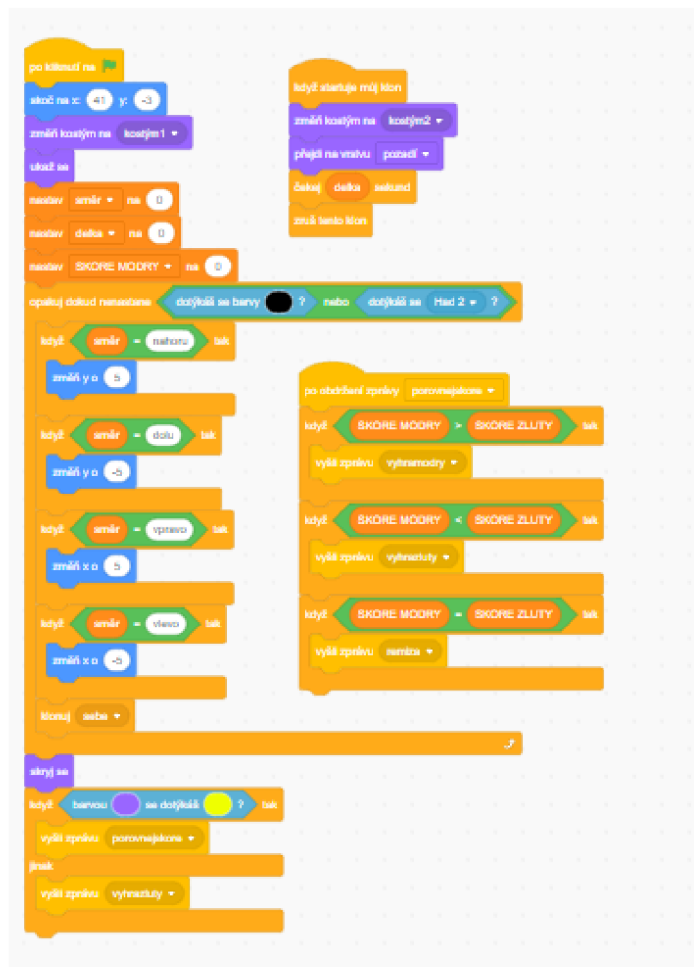 po kliknutí na
skoč na x: 41 y: -3
změň kostým na kostým1
ukaž se
nastav směr na 0
nastav delka na 0
nastav SKORE MODRY na 0
opakuj dokud nenastane dotýkáš se barvy ? nebo dotýkáš se Had 2 ?
když směr = nahoru tak
změň y o 5
když směr = dolu tak
změň y o -5
když směr = vpravo tak
změň x o 5
když směr = vlevo tak
změň x o -5
klonuj sebe
skryj se
když barvou se dotýkáš ? tak
vyšli zprávu porovnejskore
jinak
vyšli zprávu vyhrazluty
když startuje můj klon
změň kostým na kostým2
přejdi na vrstvu pozadí
čekej delka sekund
zruš tento klon
po obdržení zprávy porovnejskore
když SKORE MODRY > SKORE ZLUTY tak
vyšli zprávu vyhramodry
když SKORE MODRY < SKORE ZLUTY tak
vyšli zprávu vyhrazluty
když SKORE MODRY = SKORE ZLUTY tak
vyšli zprávu remiza